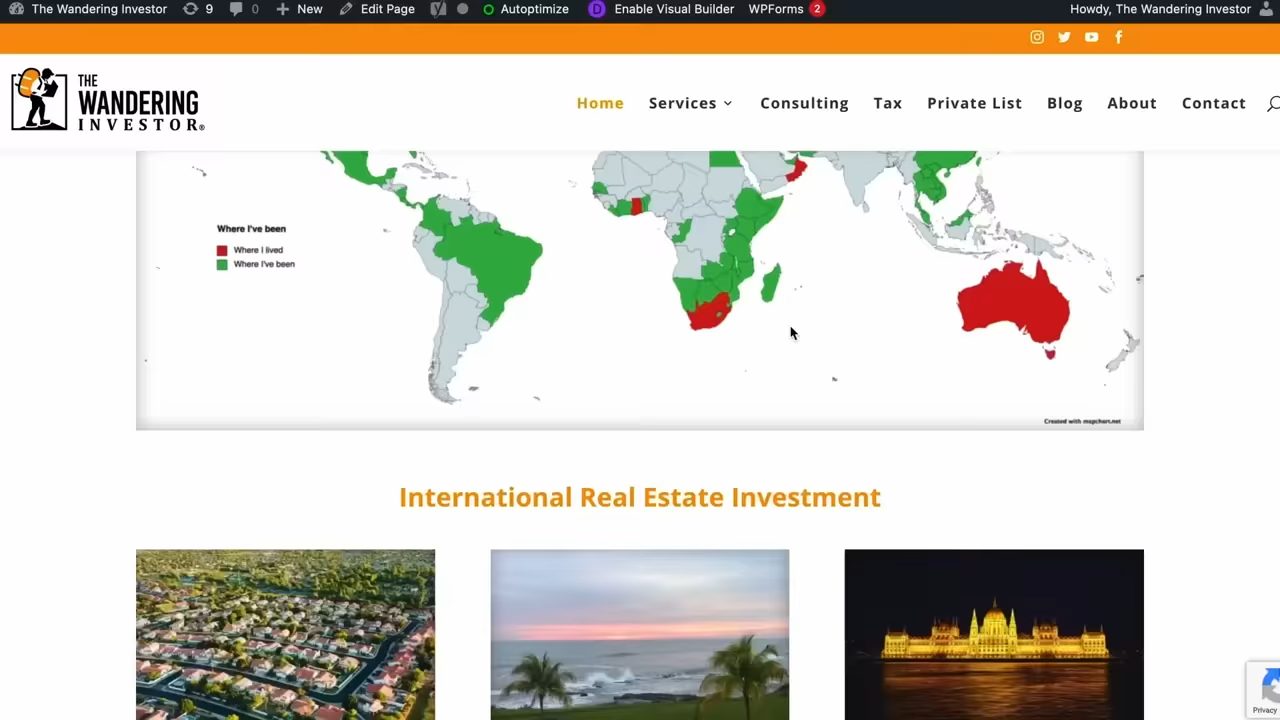 The Wandering Investor 9 0 New Edit Page Autoptimize D Enable Visual Builder WPForms 2 Howdy, The Wandering Investor
THE
WANDERING
INVESTOR®
Home Services Consulting Tax Private List Blog About Contact
Where I've been
Where I lived
Where I've been
Created with mapchart.net
International Real Estate Investment
Privacy